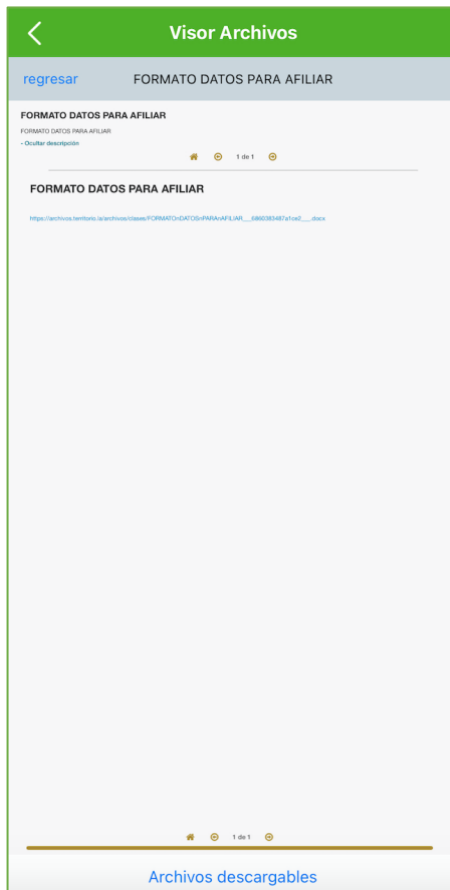 Visor Archivos
regresar FORMATO DATOS PARA AFILIAR
FORMATO DATOS PARA AFILIAR
FORMATO DATOS PARA AFILIAR
- Ocultar descripción
1 de 1
FORMATO DATOS PARA AFILIAR
1 de 1
Archivos descargables